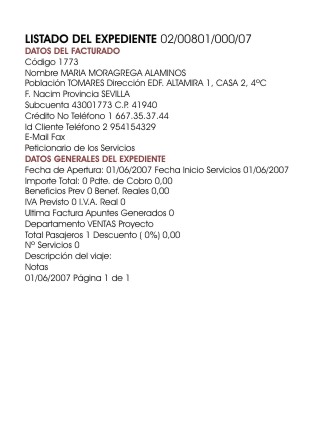 LISTADO DEL EXPEDIENTE 02/00801/000/07
DATOS DEL FACTURADO
Código 1773
Nombre MARIA MORAGREGA ALAMINOS
Población TOMARES Dirección EDF. ALTAMIRA 1, CASA 2, 4ºC
F. Nacim Provincia SEVILLA
Subcuenta 43001773 C.P. 41940
Crédito No Teléfono 1 667.35.37.44
Id Cliente Teléfono 2 954154329
E-Mail Fax
Peticionario de los Servicios
DATOS GENERALES DEL EXPEDIENTE
Fecha de Apertura: 01/06/2007 Fecha Inicio Servicios 01/06/2007
Importe Total: 0 Pdte. de Cobro 0,00
Beneficios Prev 0 Benef. Reales 0,00
IVA Previsto 0 I.V.A. Real 0
Ultima Factura Apuntes Generados 0
Departamento VENTAS Proyecto
Total Pasajeros 1 Descuento ( 0%) 0,00
Nº Servicios 0
Descripción del viaje:
Notas
01/06/2007 Página 1 de 1